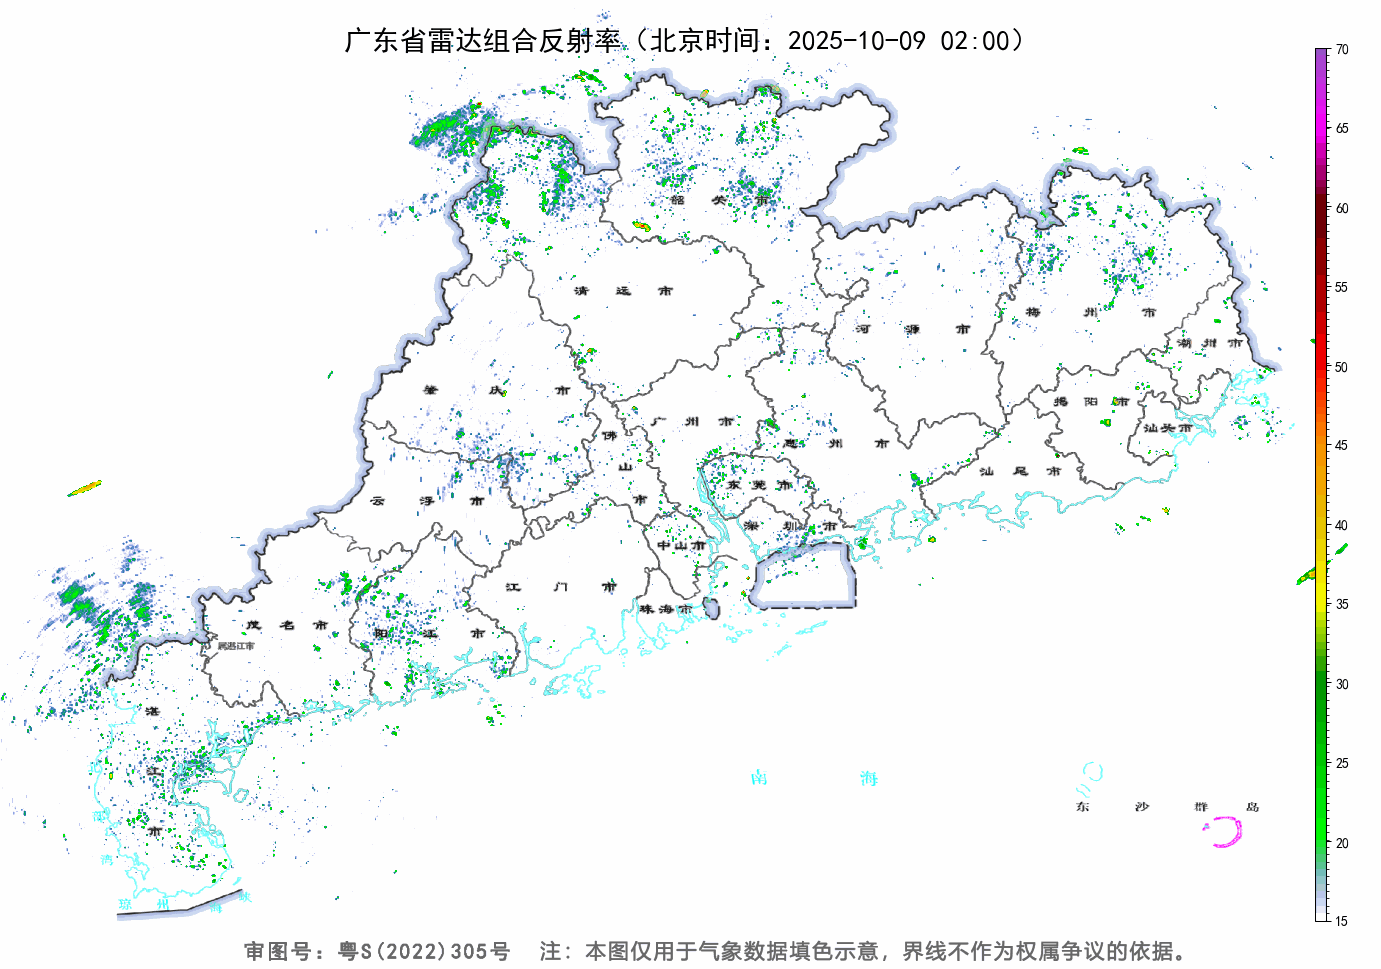 广东省雷达组合反射率（北京时间：2025-10-09 02:00）
70
65
60
55
50
45
40
35
30
25
20
15
韶 关 市
清 远 市
梅 州 市
河 源 市
潮 州 市
肇 庆 市
揭 阳 市
广 州 市
汕头市
佛
山
市
惠 州 市
汕 尾 市
东 莞 市
云 浮 市
深 圳 市
中山市
江 门 市
珠海市
茂 名 市
阳 江 市
属湛江市
湛
江
市
北
部
湾
南 海
东 沙 群 岛
琼 州 海 峡
审图号：粤S(2022)305号 注：本图仅用于气象数据填色示意，界线不作为权属争议的依据。